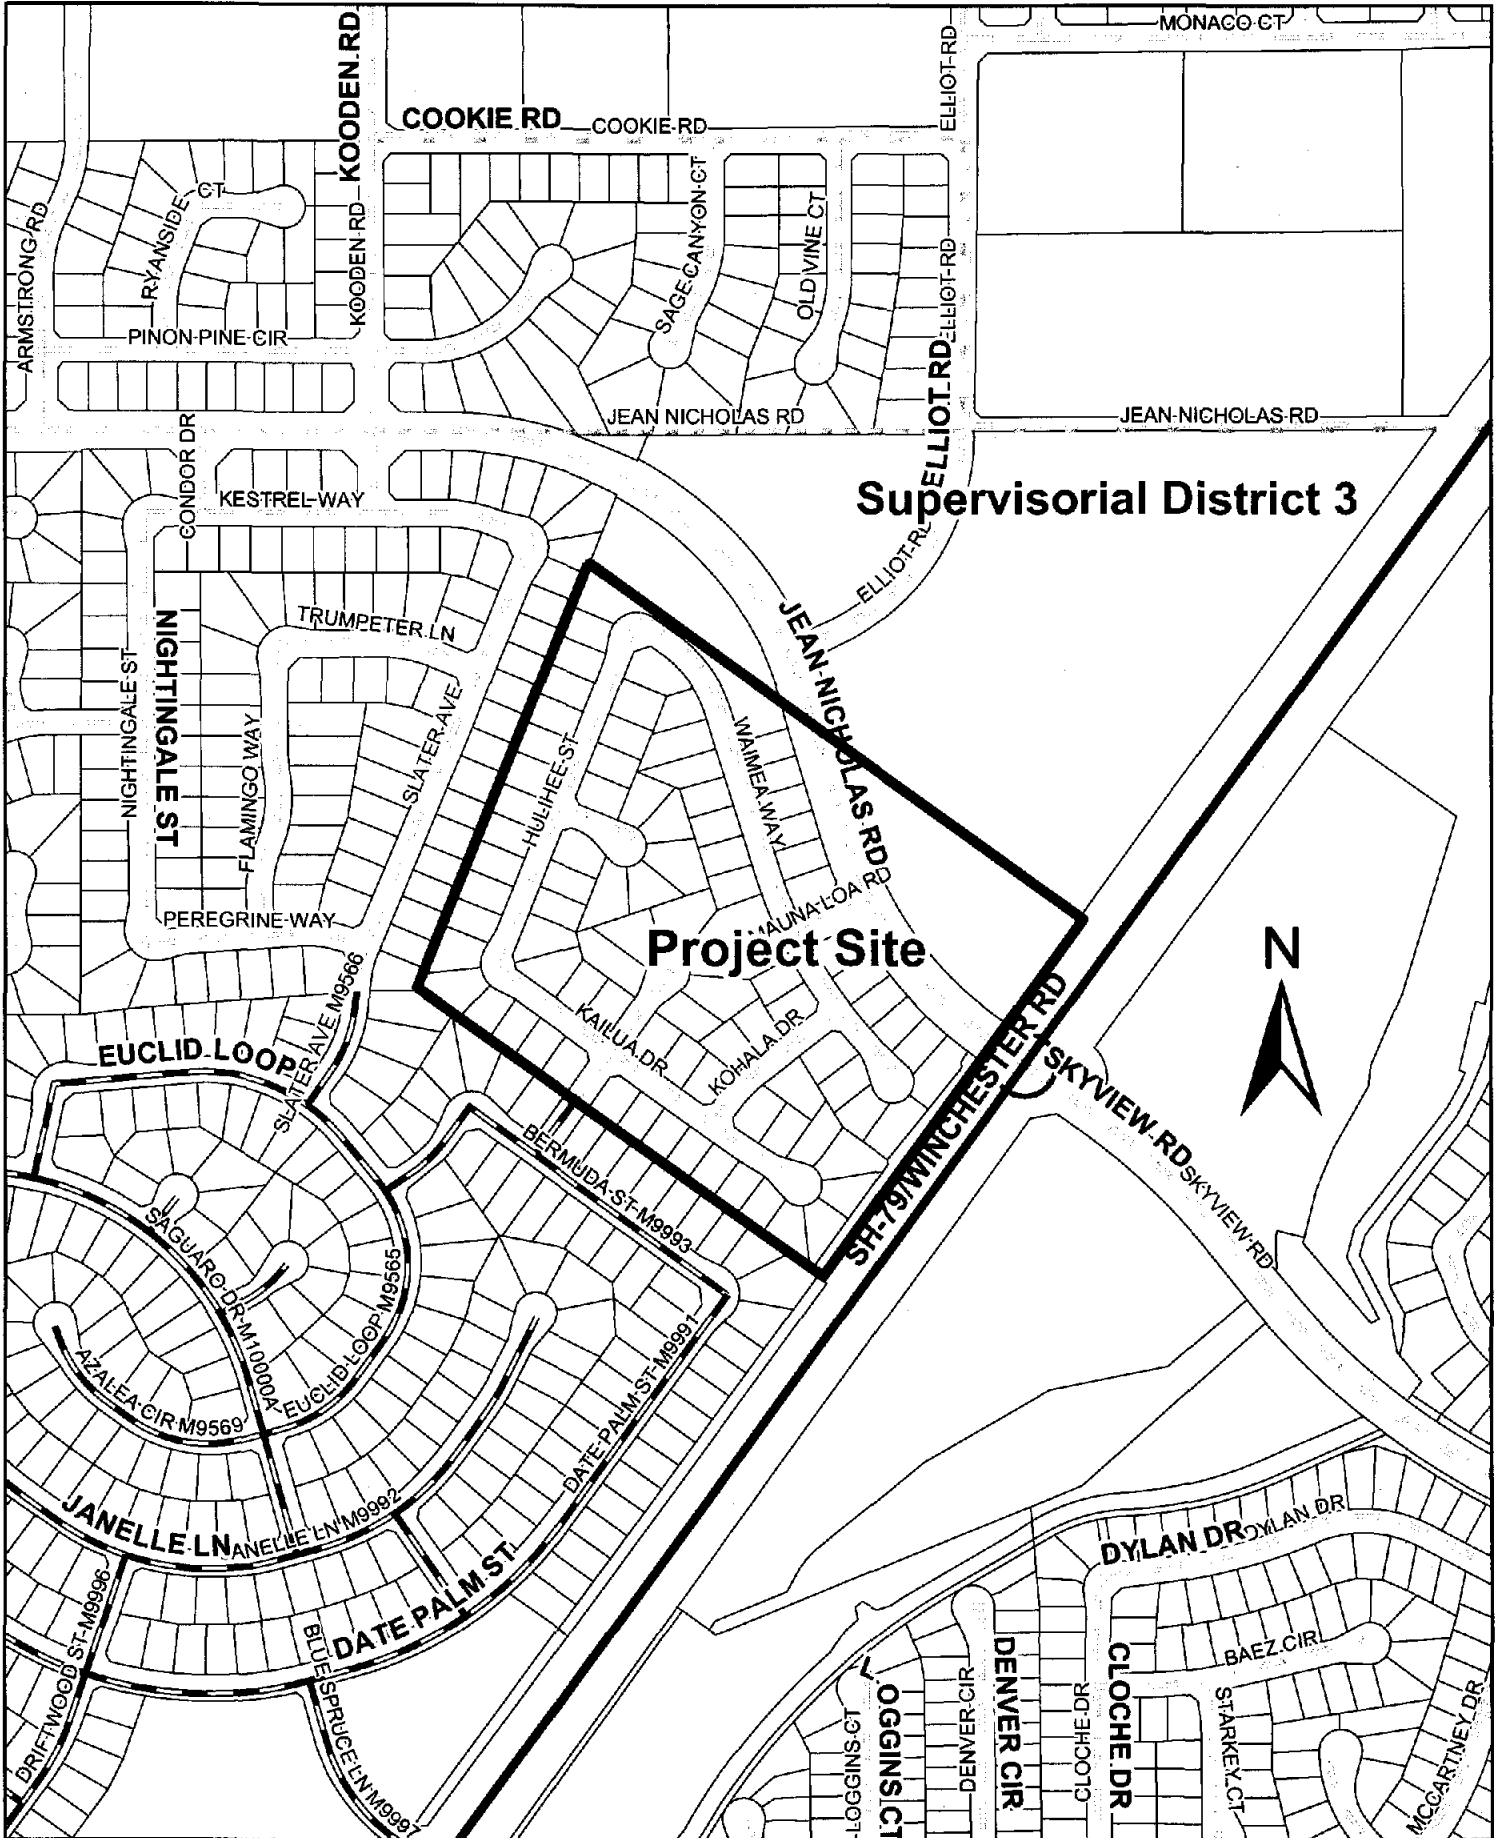 MONACO CT
KOODEN RD
ELLIOT RD
COOKIE RD
COOKIE RD
RYANSIDE CT
KOODEN RD
SAGE CANYON CT
OLD VINE CT
ARMSTRONG RD
ELLIOT RD
PINON PINE CIR
ELLIOT RD
JEAN NICHOLAS RD
JEAN NICHOLAS RD
CONDOR DR
KESTREL WAY
Supervisorial District 3
ELLIOT RD
TRUMPETER LN
NIGHTINGALE ST
NIGHTINGALE ST
JEAN NICHOLAS RD
SLATER AVE
FLAMINGO WAY
HULIHEE ST
WAIMEA WAY
MAUNA LOA RD
PEREGRINE WAY
Project Site
N
SLATER AVE M9566
KAILUA DR
KOHALA DR
EUCLID LOOP
SH-79/WINCHESTER RD
SKYVIEW RD
SKYVIEW RD
BERMUDA ST M9993
SAGUARO DR M10000A
EUCLID LOOP M9565
AZALEA CIR M9569
DATE PALM ST M9991
JANELLE LN
ANELLE LN M9992
DATE PALM ST
DYLAN DR
DYLAN DR
DRIFTWOOD ST M9996
BLUE SPRUCE LN M9997
BAEZ CIR
LOGGINS CT
LOGGINS CT
DENVER CIR
DENVER CIR
CLOCHE DR
CLOCHE DR
STARKEY CT
MCCARTNEY DR